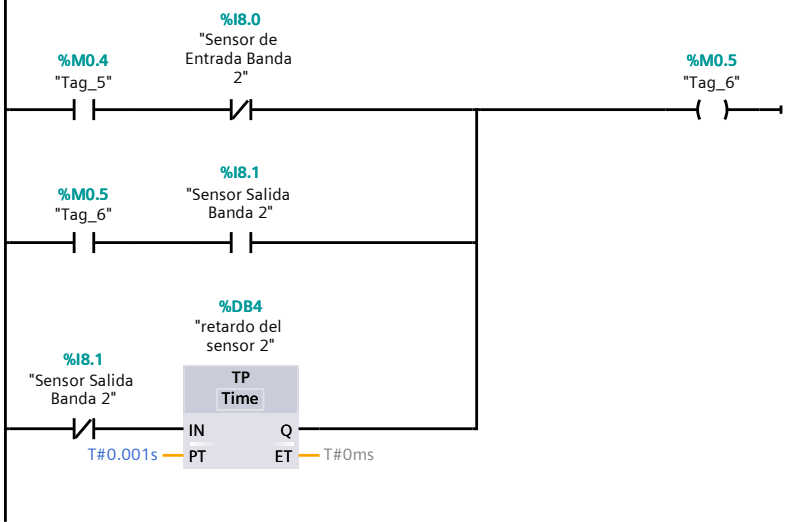 %I8.0
"Sensor de
Entrada Banda
2"
%M0.4
"Tag_5"
%M0.5
"Tag_6"
%I8.1
"Sensor Salida
Banda 2"
%M0.5
"Tag_6"
%DB4
"retardo del
sensor 2"
%I8.1
"Sensor Salida
Banda 2"
TP
Time
IN
Q
T#0.001s
PT
ET
T#0ms